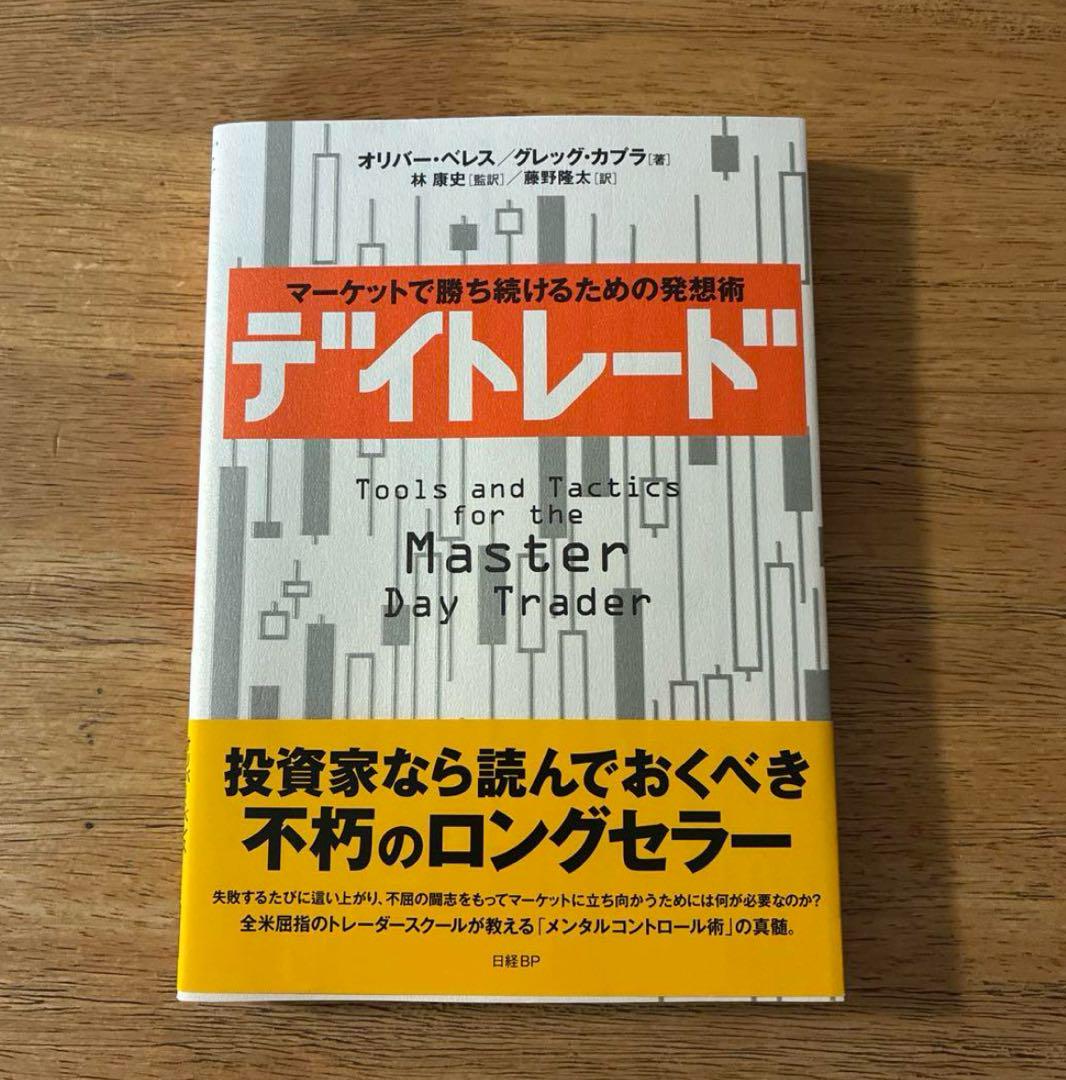 オリバー・ベレス／グレッグ・カプラ[著]
林 康史[監訳]／藤野隆太[訳]
マーケットで勝ち続けるための発想術
デイトレード
Tools and Tactics
for the
Master
Day Trader
投資家なら読んでおくべき
不朽のロングセラー
失敗するたびに這い上がり、不屈の闘志をもってマーケットに立ち向かうためには何が必要なのか?
全米屈指のトレーダースクールが教える「メンタルコントロール術」の真髄。
日経BP